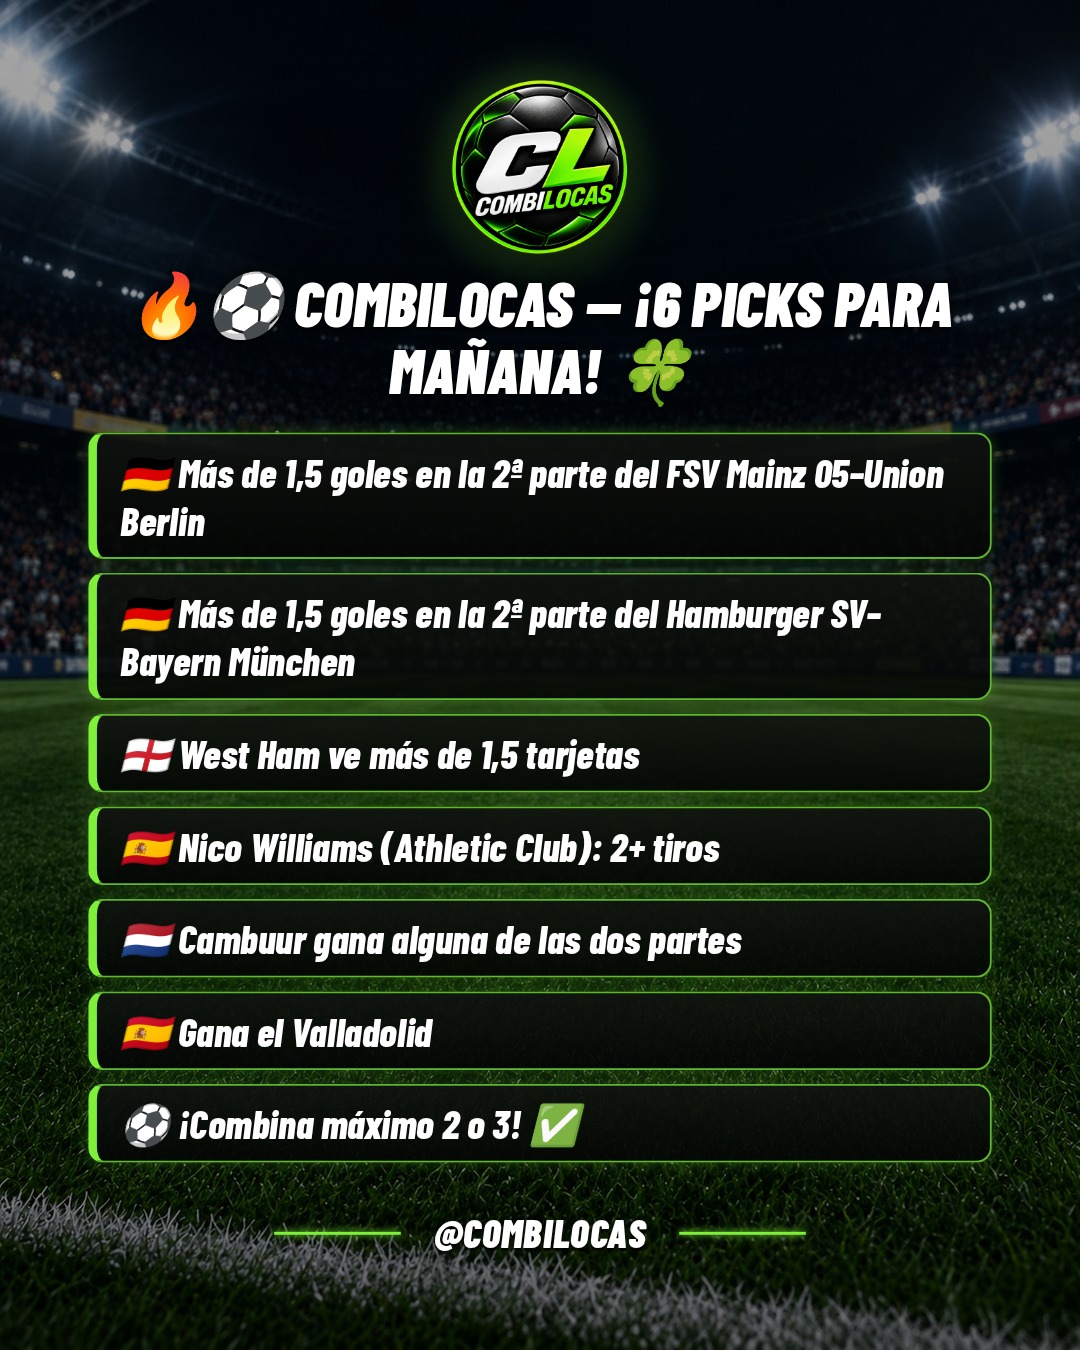 CL
COMBILOCAS
🔥⚽ COMBILOCAS – ¡6 PICKS PARA
MAÑANA! 🍀
🇩🇪 Más de 1,5 goles en la 2ª parte del FSV Mainz 05-Union
Berlin
🇩🇪 Más de 1,5 goles en la 2ª parte del Hamburger SV-
Bayern München
🏴󠁧󠁢󠁥󠁮󠁧󠁿 West Ham ve más de 1,5 tarjetas
🇪🇸 Nico Williams (Athletic Club): 2+ tiros
🇳🇱 Cambuur gana alguna de las dos partes
🇪🇸 Gana el Valladolid
⚽ ¡Combina máximo 2 o 3! ✅
@COMBILOCAS